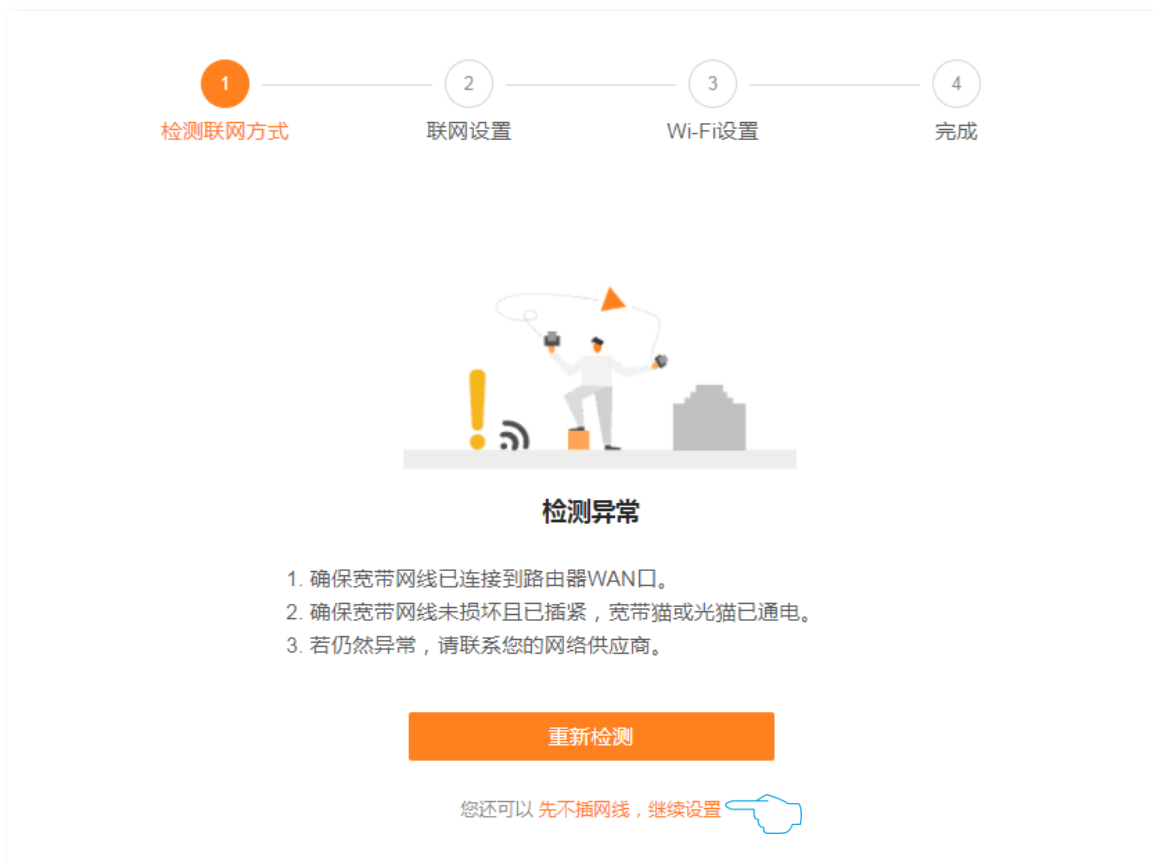 1
2
3
4
检测联网方式
联网设置
Wi-Fi设置
完成
检测异常
1. 确保宽带网线已连接到路由器WAN口。
2. 确保宽带网线未损坏且已插紧，宽带猫或光猫已通电。
3. 若仍然异常，请联系您的网络供应商。
重新检测
您还可以 先不插网线，继续设置